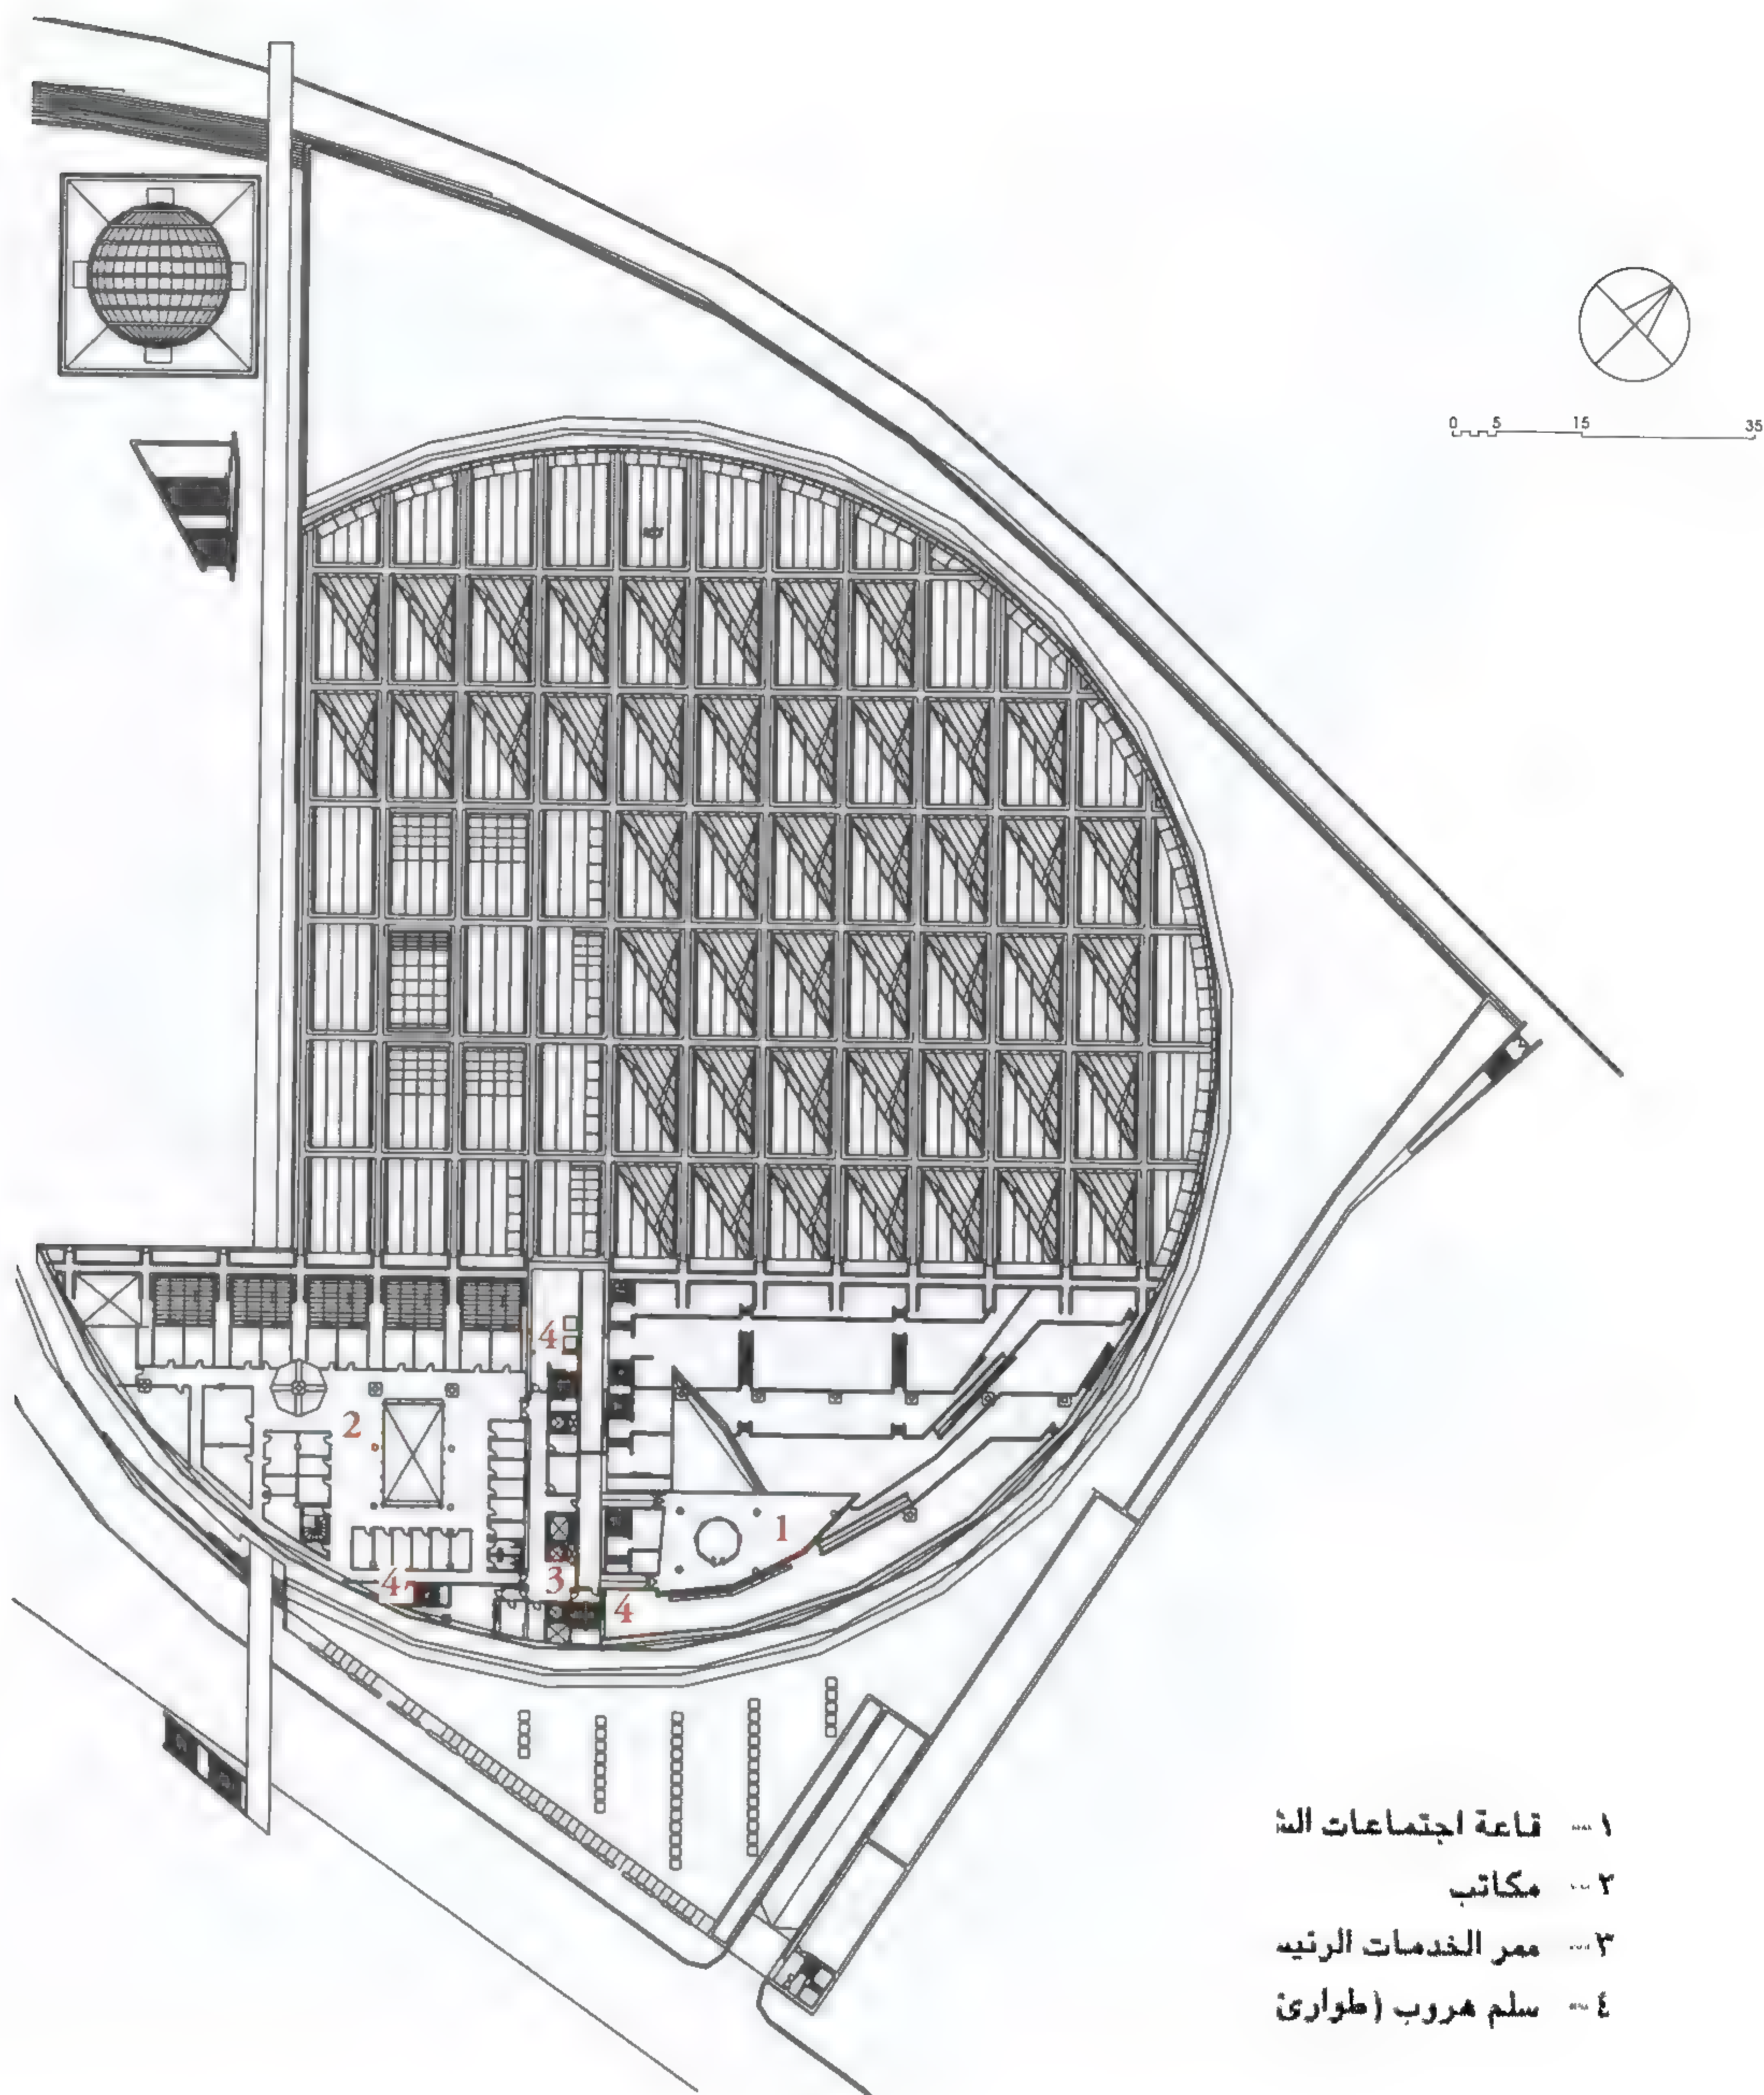 0 5 15 35
4
2
1
4
3
4
١ - قاعة اجتماعات
٢ - مكاتب
٣ - ممر الخدمات
٤ - سلم هروب (طوارئ